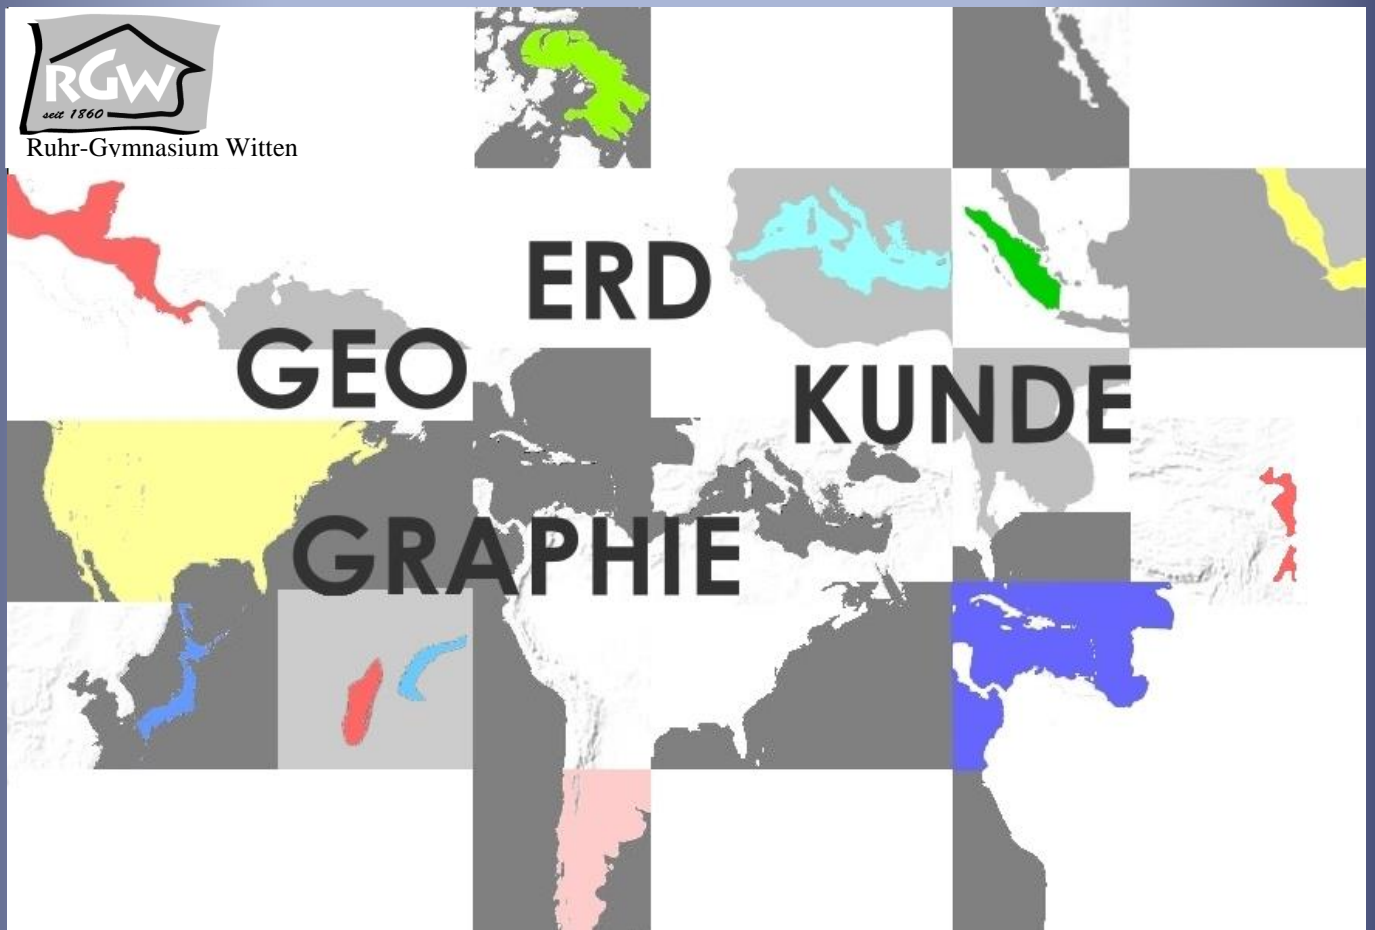 RGW
seit 1860
Ruhr-Gymnasium Witten
ERD
GEO
KUNDE
GRAPHIE